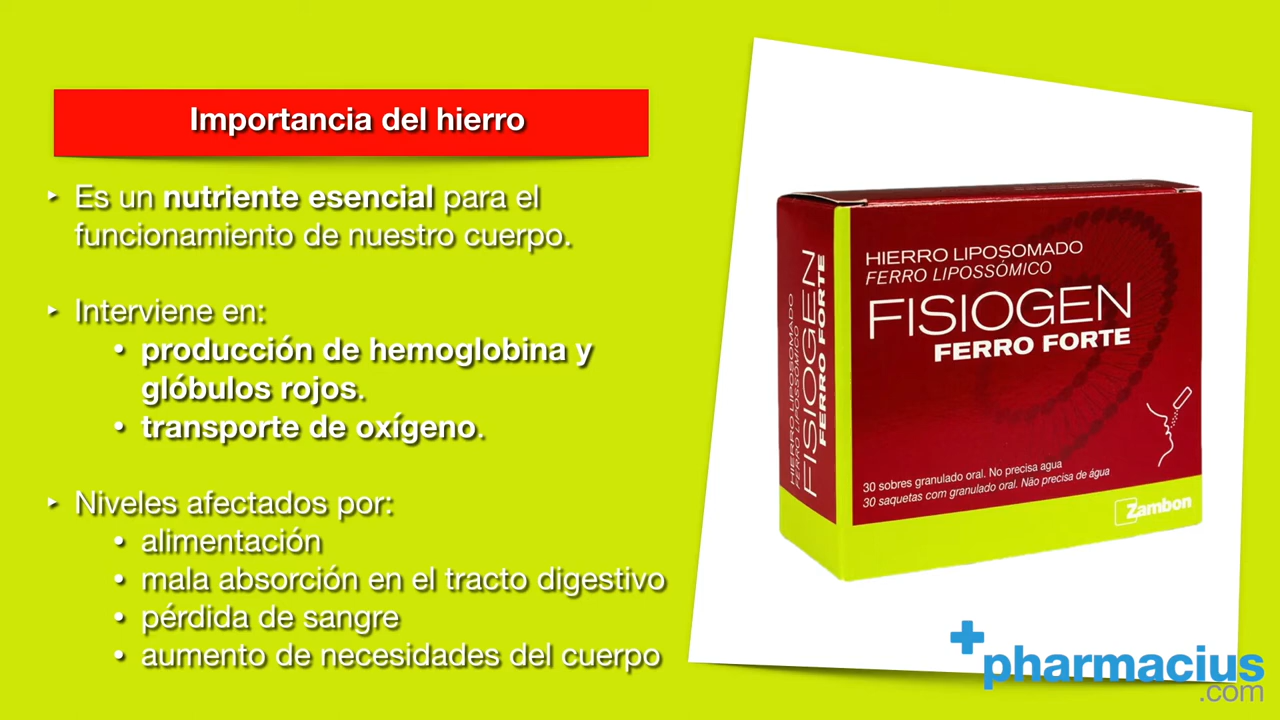 Importancia del hierro
‣ Es un nutriente esencial para el
funcionamiento de nuestro cuerpo.
‣ Interviene en:
• producción de hemoglobina y
glóbulos rojos.
• transporte de oxígeno.
‣ Niveles afectados por:
• alimentación
• mala absorción en el tracto digestivo
• pérdida de sangre
• aumento de necesidades del cuerpo
HIERRO LIPOSOMADO
FERRO LIPOSSÓMICO
FISIOGEN
FERRO FORTE
HIERRO LIPOSOMADO
FERRO LIPOSSÓMICO
FISIOGEN
FERRO FORTE
30 sobres granulado oral. No precisa agua
30 saquetas com granulado oral. Não precisa de água
Zambon
pharmacius
.com